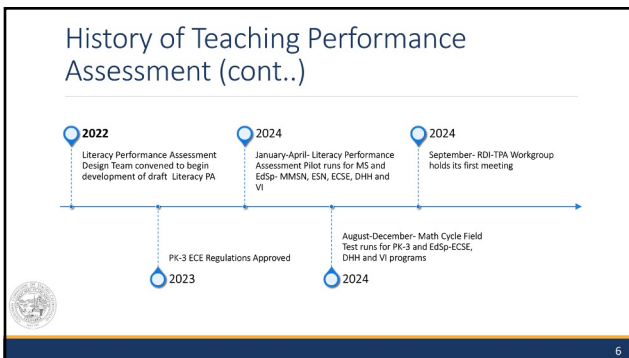 History of Teaching Performance
Assessment (cont..)
2022
Literacy Performance Assessment
Design Team convened to begin
development of draft Literacy PA
2024
January-April- Literacy Performance
Assessment Pilot runs for MS and
EdSp- MMSN, ESN, ECSE, DHH and
VI
2024
September- RDI-TPA Workgroup
holds its first meeting
PK-3 ECE Regulations Approved
2023
August-December- Math Cycle Field
Test runs for PK-3 and EdSp-ECSE,
DHH and VI programs
2024
6